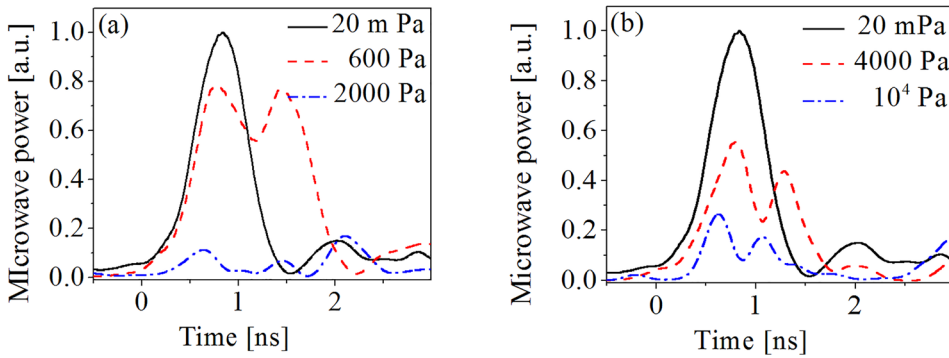 (a)
20 m Pa
600 Pa
2000 Pa
MIcrowave power [a.u.]
1.0
0.8
0.6
0.4
0.2
0.0
0 1 2
Time [ns]
(b)
20 mPa
4000 Pa
10⁴ Pa
Microwave power [a.u.]
1.0
0.8
0.6
0.4
0.2
0.0
0 1 2
Time [ns]